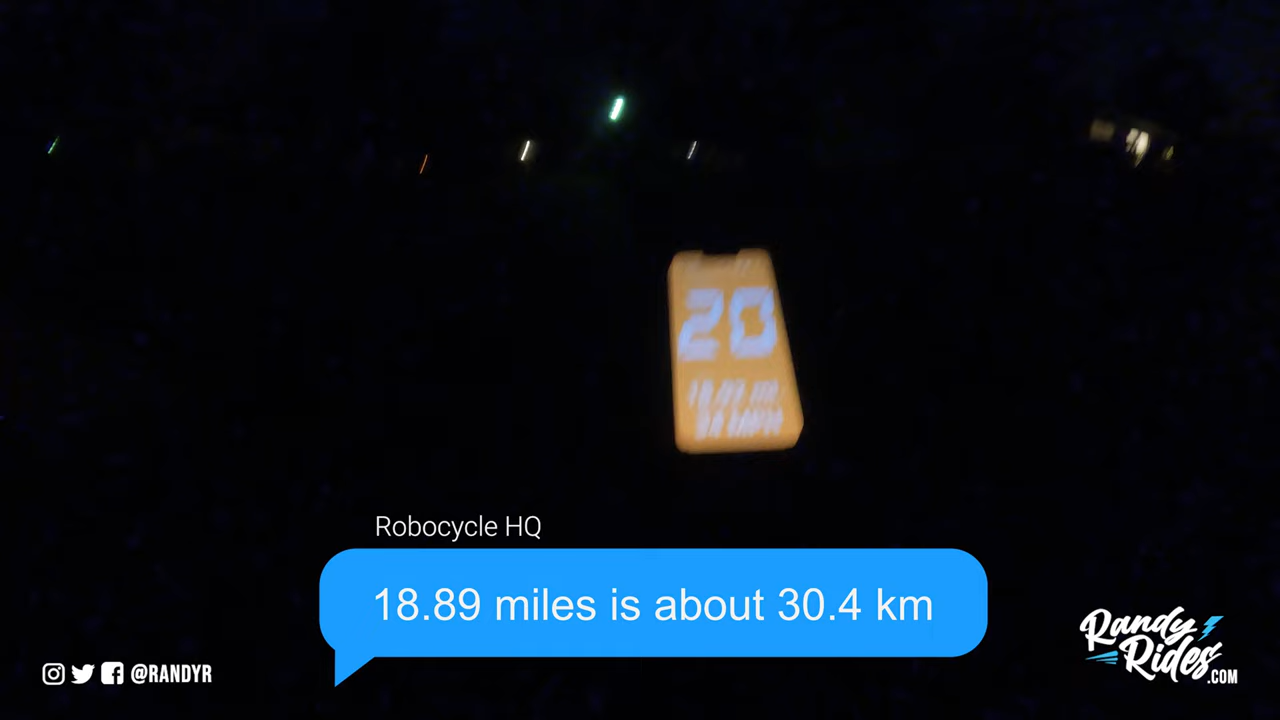 20
Robocycle HQ
18.89 miles is about 30.4 km
@RANDYR
Randy
Rides
.COM